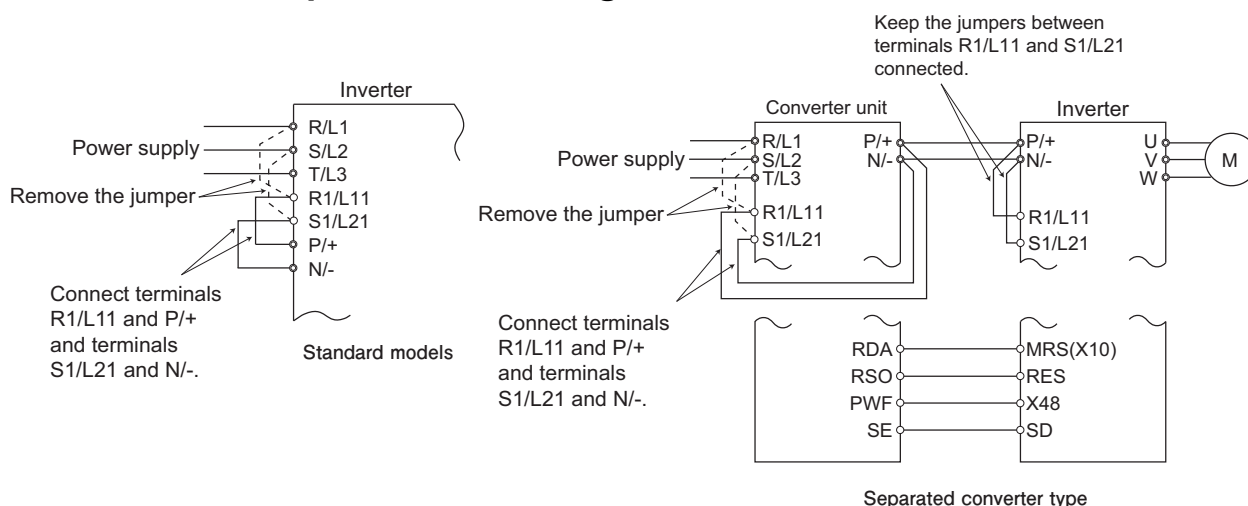 Inverter
R/L1
S/L2
T/L3
R1/L11
S1/L21
P/+
N/-
Power supply
Remove the jumper
Connect terminals
R1/L11 and P/+
and terminals
S1/L21 and N/-.
Standard models
Keep the jumpers between
terminals R1/L11 and S1/L21
connected.
Converter unit
R/L1
S/L2
T/L3
R1/L11
S1/L21
P/+
N/-
Power supply
Remove the jumper
Connect terminals
R1/L11 and P/+
and terminals
S1/L21 and N/-.
Inverter
P/+
N/-
R1/L11
S1/L21
U
V
W
M
RDA
RSO
PWF
SE
MRS(X10)
RES
X48
SD
Separated converter type